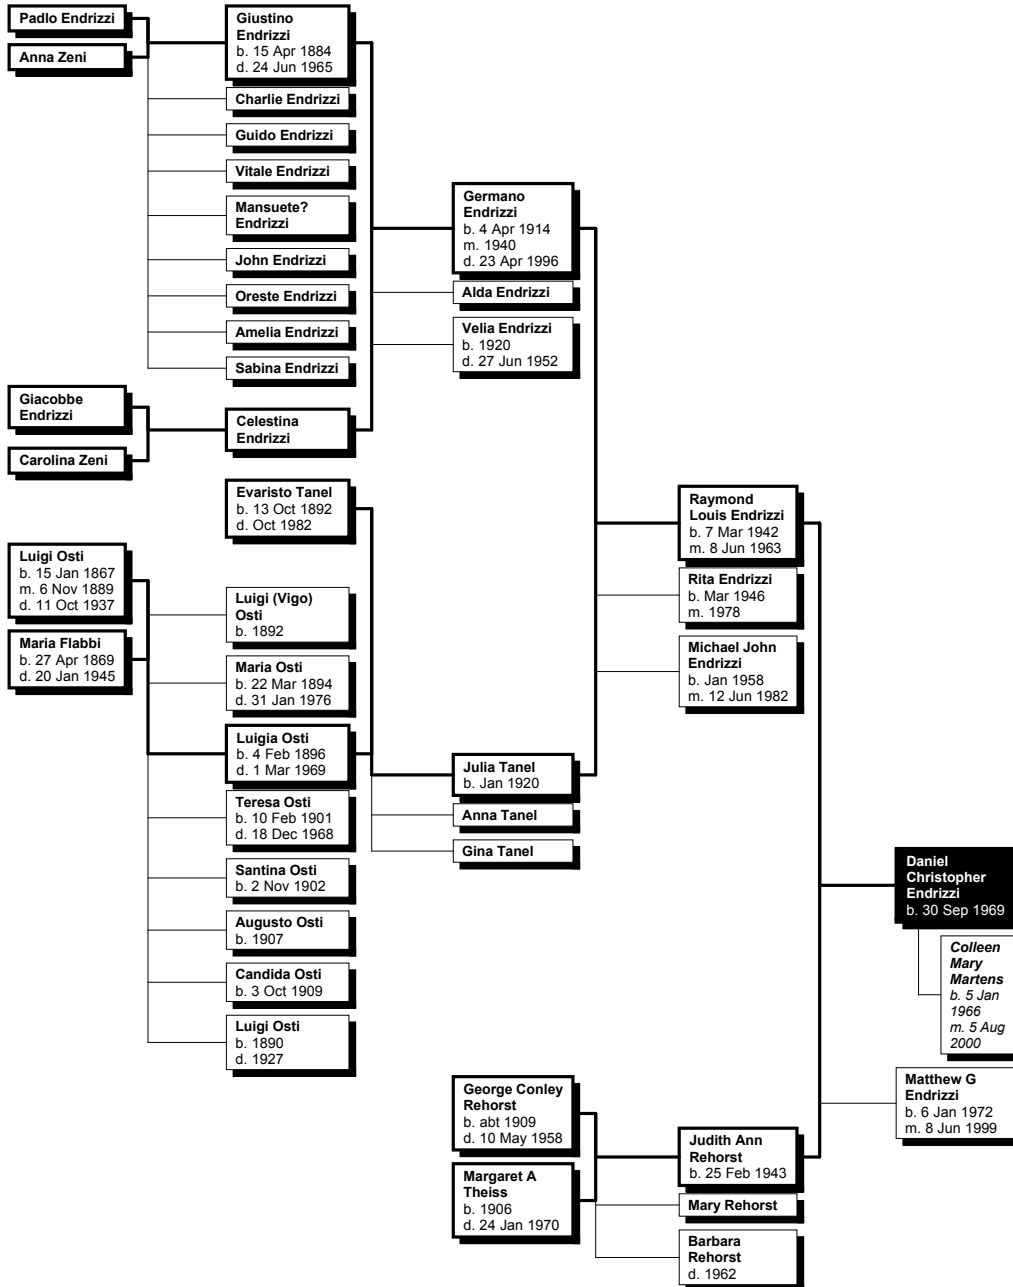 Padlo Endrizzi
Anna Zeni
Giacobbe
Endrizzi
Carolina Zeni
Luigi Osti
b. 15 Jan 1867
m. 6 Nov 1889
d. 11 Oct 1937
Maria Flabbi
b. 27 Apr 1869
d. 20 Jan 1945
Giustino
Endrizzi
b. 15 Apr 1884
d. 24 Jun 1965
Charlie Endrizzi
Guido Endrizzi
Vitale Endrizzi
Mansuete?
Endrizzi
John Endrizzi
Oreste Endrizzi
Amelia Endrizzi
Sabina Endrizzi
Celestina
Endrizzi
Evaristo Tanel
b. 13 Oct 1892
d. Oct 1982
Luigi (Vigo)
Osti
b. 1892
Maria Osti
b. 22 Mar 1894
d. 31 Jan 1976
Luigia Osti
b. 4 Feb 1896
d. 1 Mar 1969
Teresa Osti
b. 10 Feb 1901
d. 18 Dec 1968
Santina Osti
b. 2 Nov 1902
Augusto Osti
b. 1907
Candida Osti
b. 3 Oct 1909
Luigi Osti
b. 1890
d. 1927
Germano
Endrizzi
b. 4 Apr 1914
m. 1940
d. 23 Apr 1996
Alda Endrizzi
Velia Endrizzi
b. 1920
d. 27 Jun 1952
Julia Tanel
b. Jan 1920
Anna Tanel
Gina Tanel
George Conley
Rehorst
b. abt 1909
d. 10 May 1958
Margaret A
Theiss
b. 1906
d. 24 Jan 1970
Raymond
Louis Endrizzi
b. 7 Mar 1942
m. 8 Jun 1963
Rita Endrizzi
b. Mar 1946
m. 1978
Michael John
Endrizzi
b. Jan 1958
m. 12 Jun 1982
Judith Ann
Rehorst
b. 25 Feb 1943
Mary Rehorst
Barbara
Rehorst
d. 1962
Daniel
Christopher
Endrizzi
b. 30 Sep 1969
Colleen
Mary
Martens
b. 5 Jan
1966
m. 5 Aug
2000
Matthew G
Endrizzi
b. 6 Jan 1972
m. 8 Jun 1999